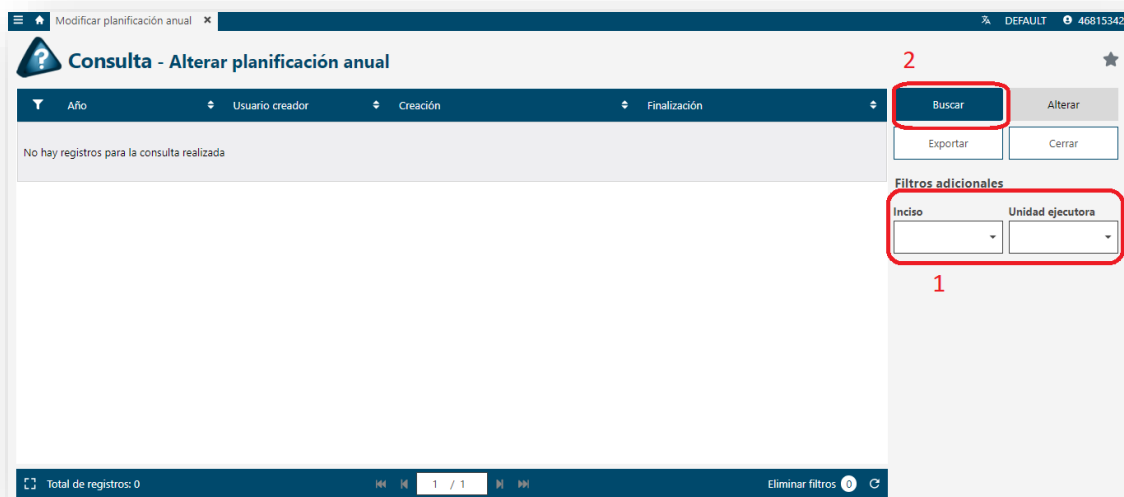 Modificar planificación anual
DEFAULT 46815342
Consulta - Alterar planificación anual
2
Año Usuario creador Creación Finalización
Buscar Alterar
No hay registros para la consulta realizada
Exportar Cerrar
Filtros adicionales
Inciso Unidad ejecutora
1
Total de registros: 0 1 / 1 Eliminar filtros 0